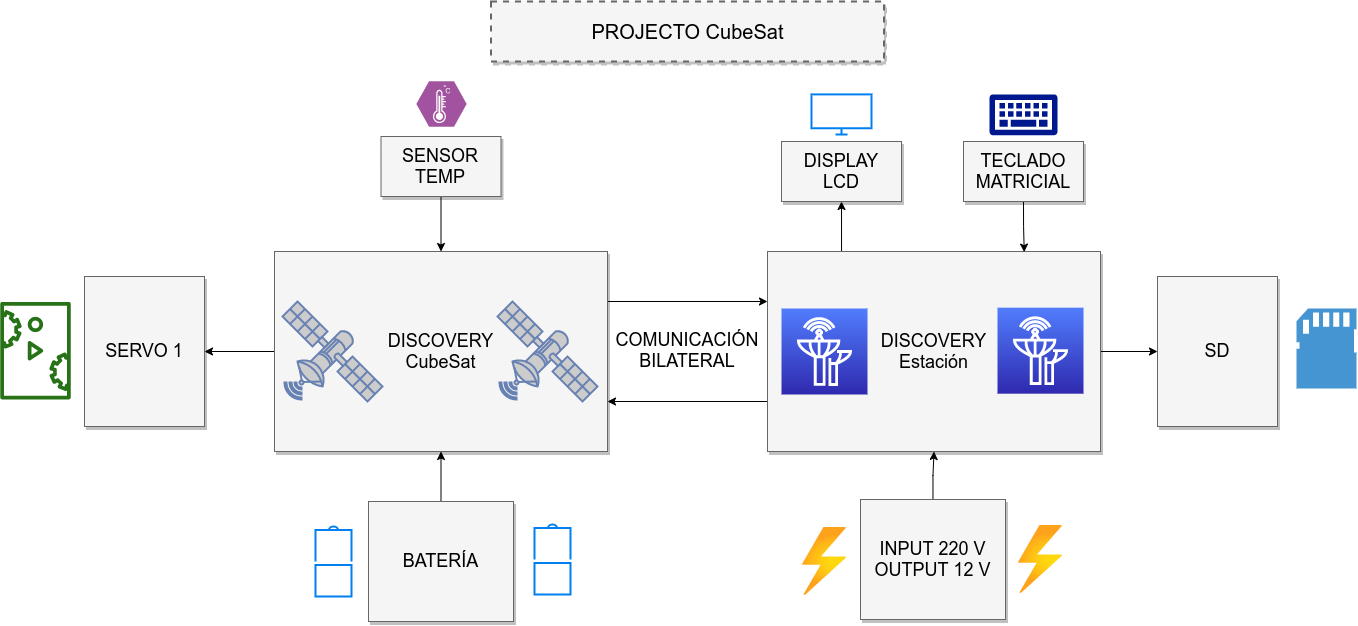 PROJECTO CubeSat
°C
SENSOR
TEMP
DISPLAY
LCD
TECLADO
MATRICIAL
SERVO 1
DISCOVERY
CubeSat
COMUNICACIÓN
BILATERAL
DISCOVERY
Estación
SD
BATERÍA
INPUT 220 V
OUTPUT 12 V